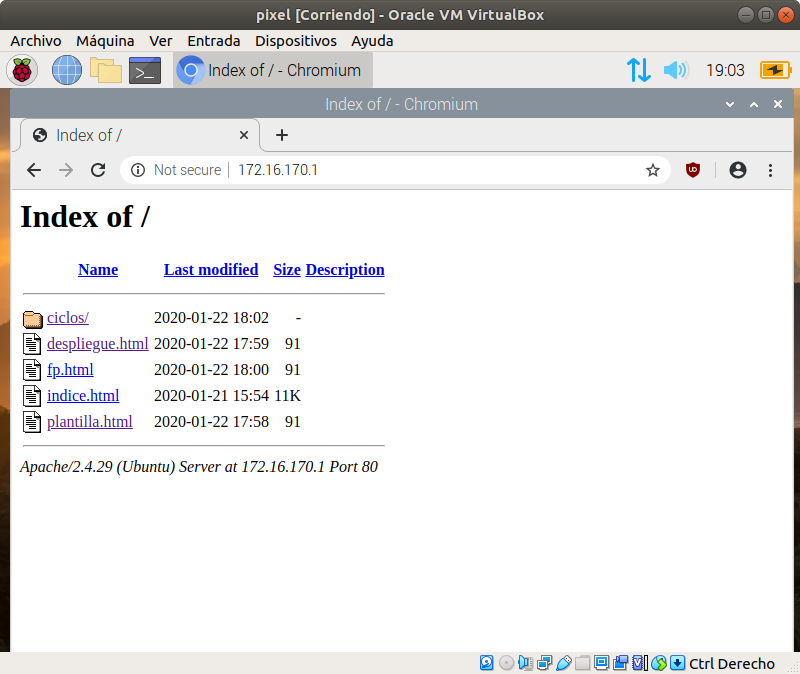 pixel [Corriendo] - Oracle VM VirtualBox
Archivo Máquina Ver Entrada Dispositivos Ayuda
Index of / - Chromium 19:03
Index of / - Chromium
Index of /
Not secure 172.16.170.1
Index of /
Name Last modified Size Description
ciclos/ 2020-01-22 18:02 -
despliegue.html 2020-01-22 17:59 91
fp.html 2020-01-22 18:00 91
indice.html 2020-01-21 15:54 11K
plantilla.html 2020-01-22 17:58 91
Apache/2.4.29 (Ubuntu) Server at 172.16.170.1 Port 80
Ctrl Derecho